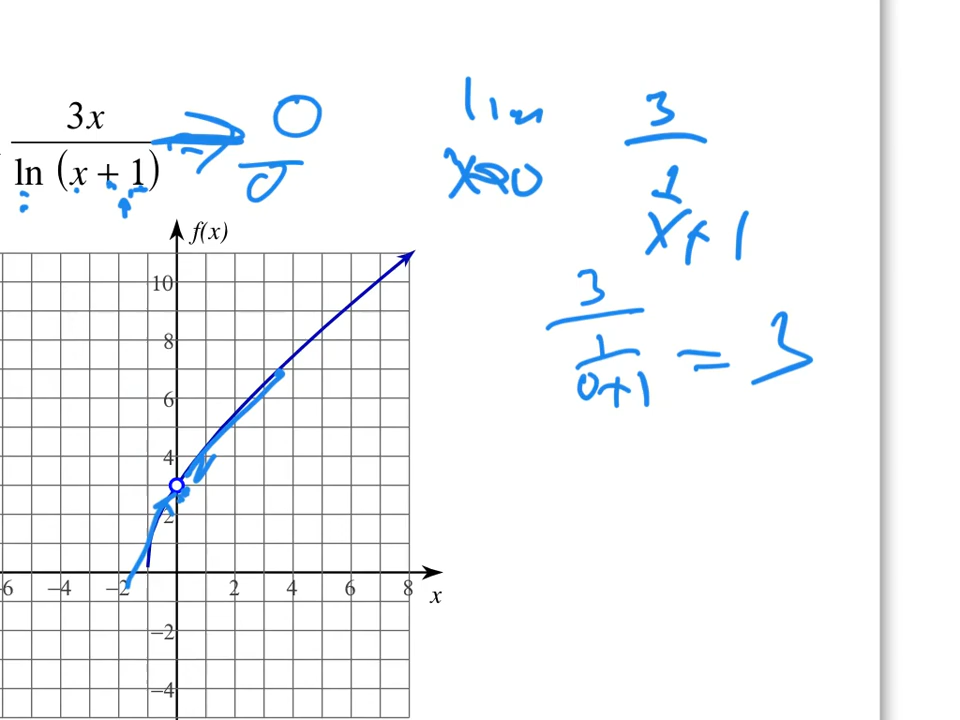 3x / ln (x + 1) ⇒ 0/0
lim x→0 3 / (1 / x+1)
3 / (1 / 0+1) = 3
f(x)
10
8
6
4
2
−6 −4 −2 2 4 6 8 x
−2
−4